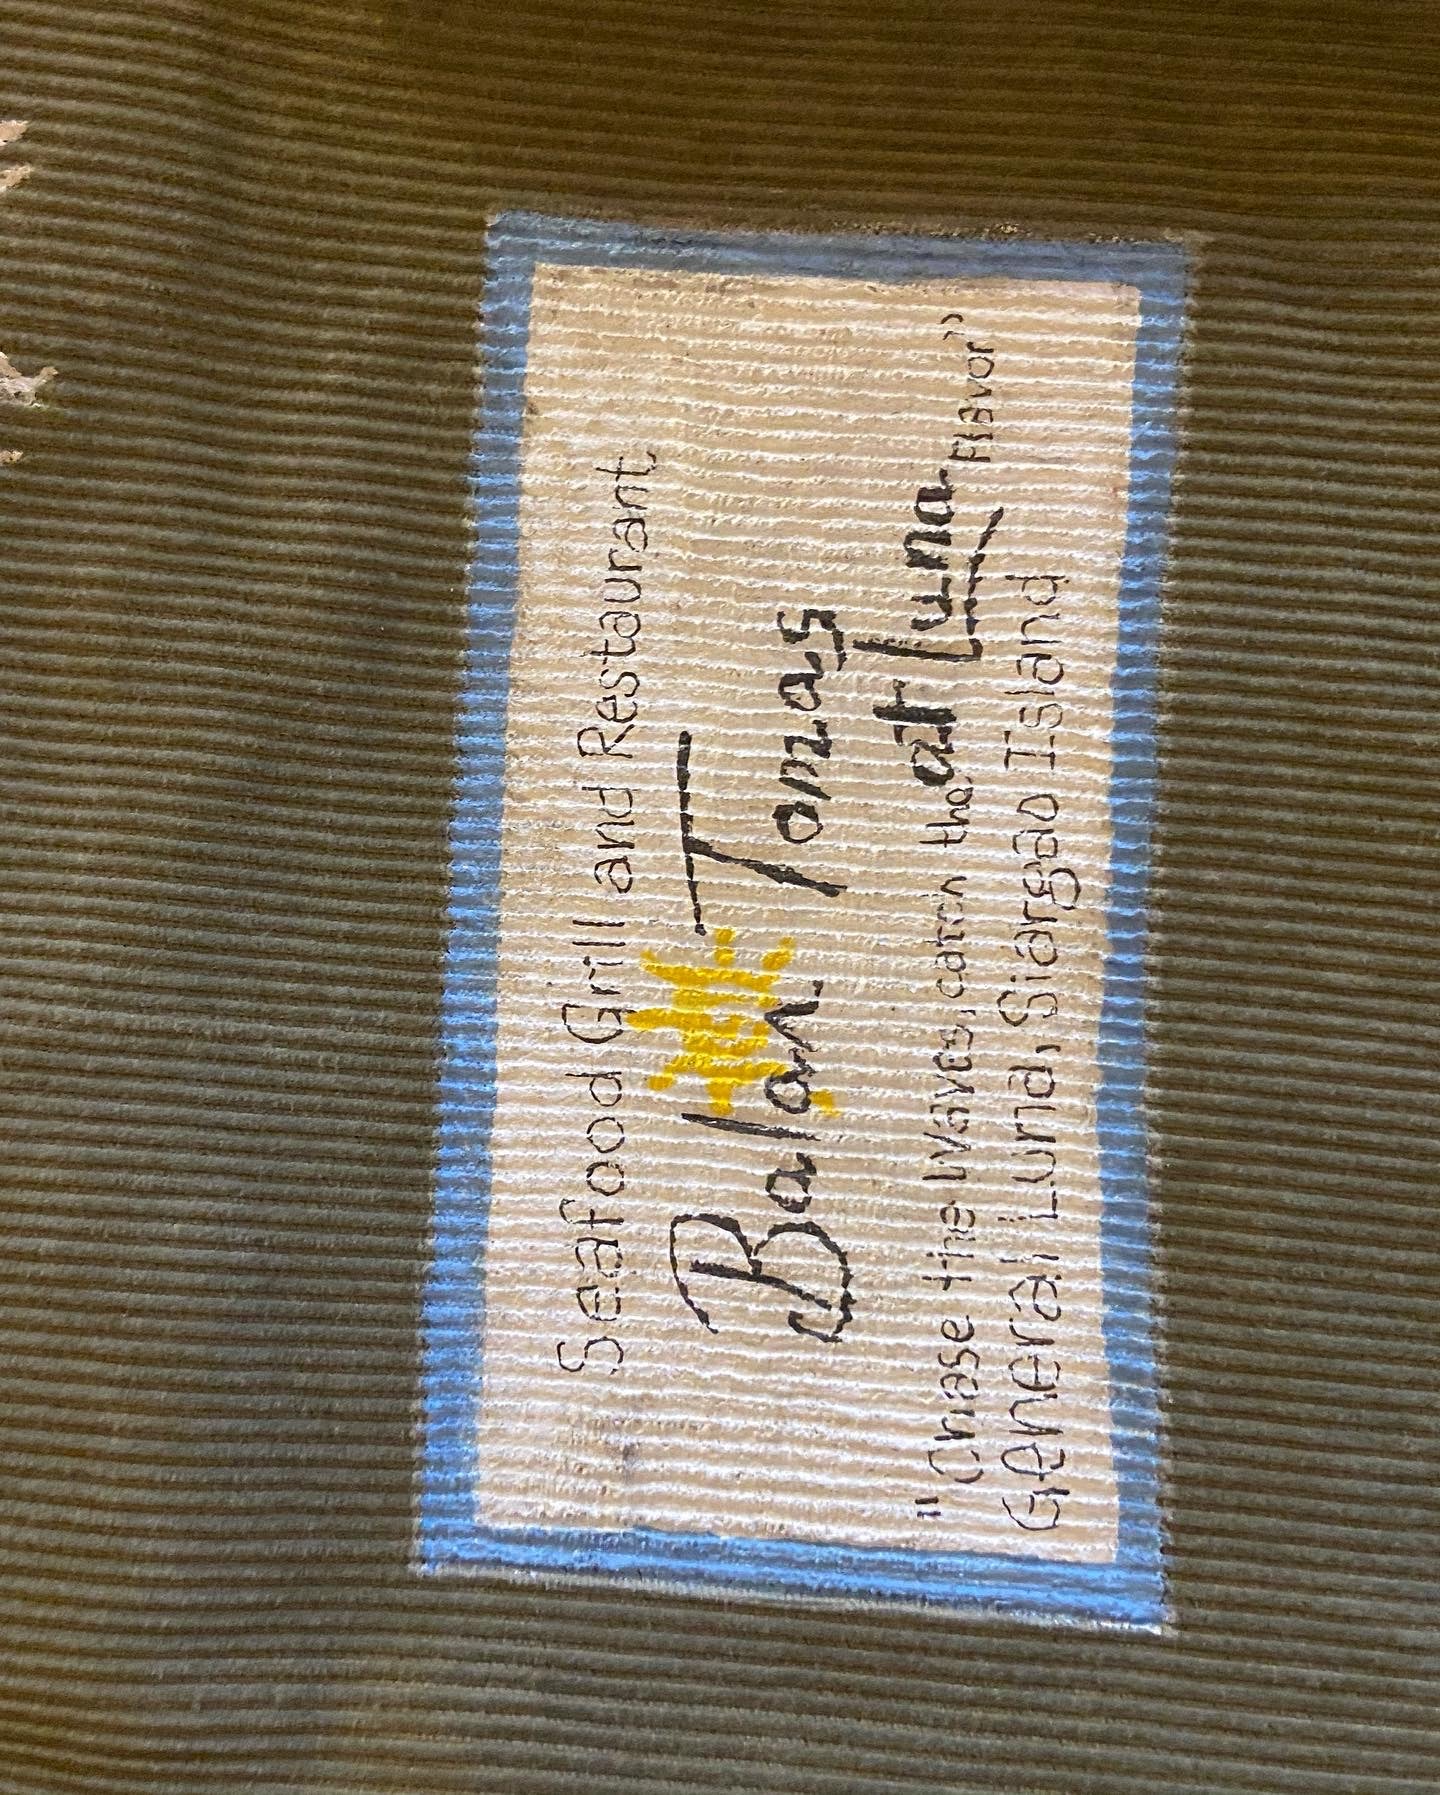 Seafood Grill and Restaurant
Balay Tomas
at Luna
"Chase the waves, catch the Flavor"
General Luna, Siargao Island